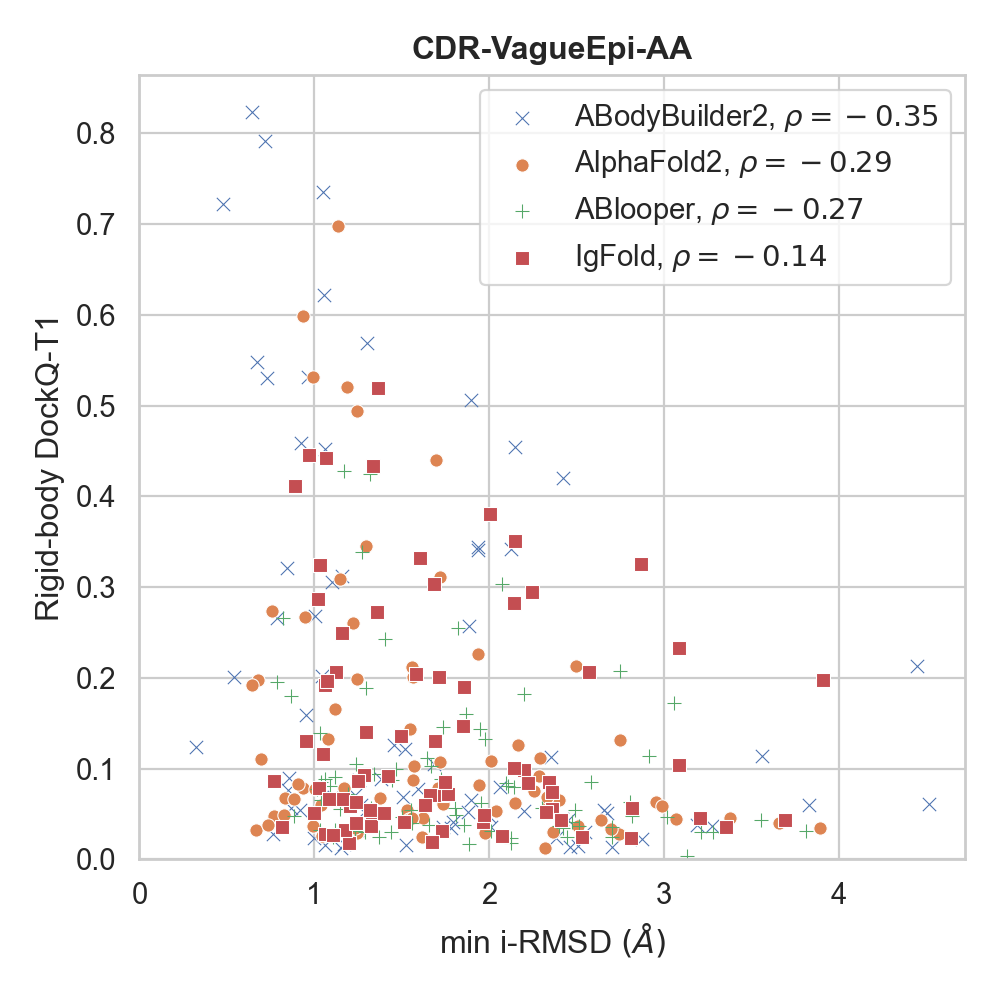 CDR-VagueEpi-AA
ABodyBuilder2, ρ = −0.35
AlphaFold2, ρ = −0.29
ABlooper, ρ = −0.27
IgFold, ρ = −0.14
Rigid-body DockQ-T1
0.8
0.7
0.6
0.5
0.4
0.3
0.2
0.1
0.0
0 1 2 3 4
min i-RMSD (Å)